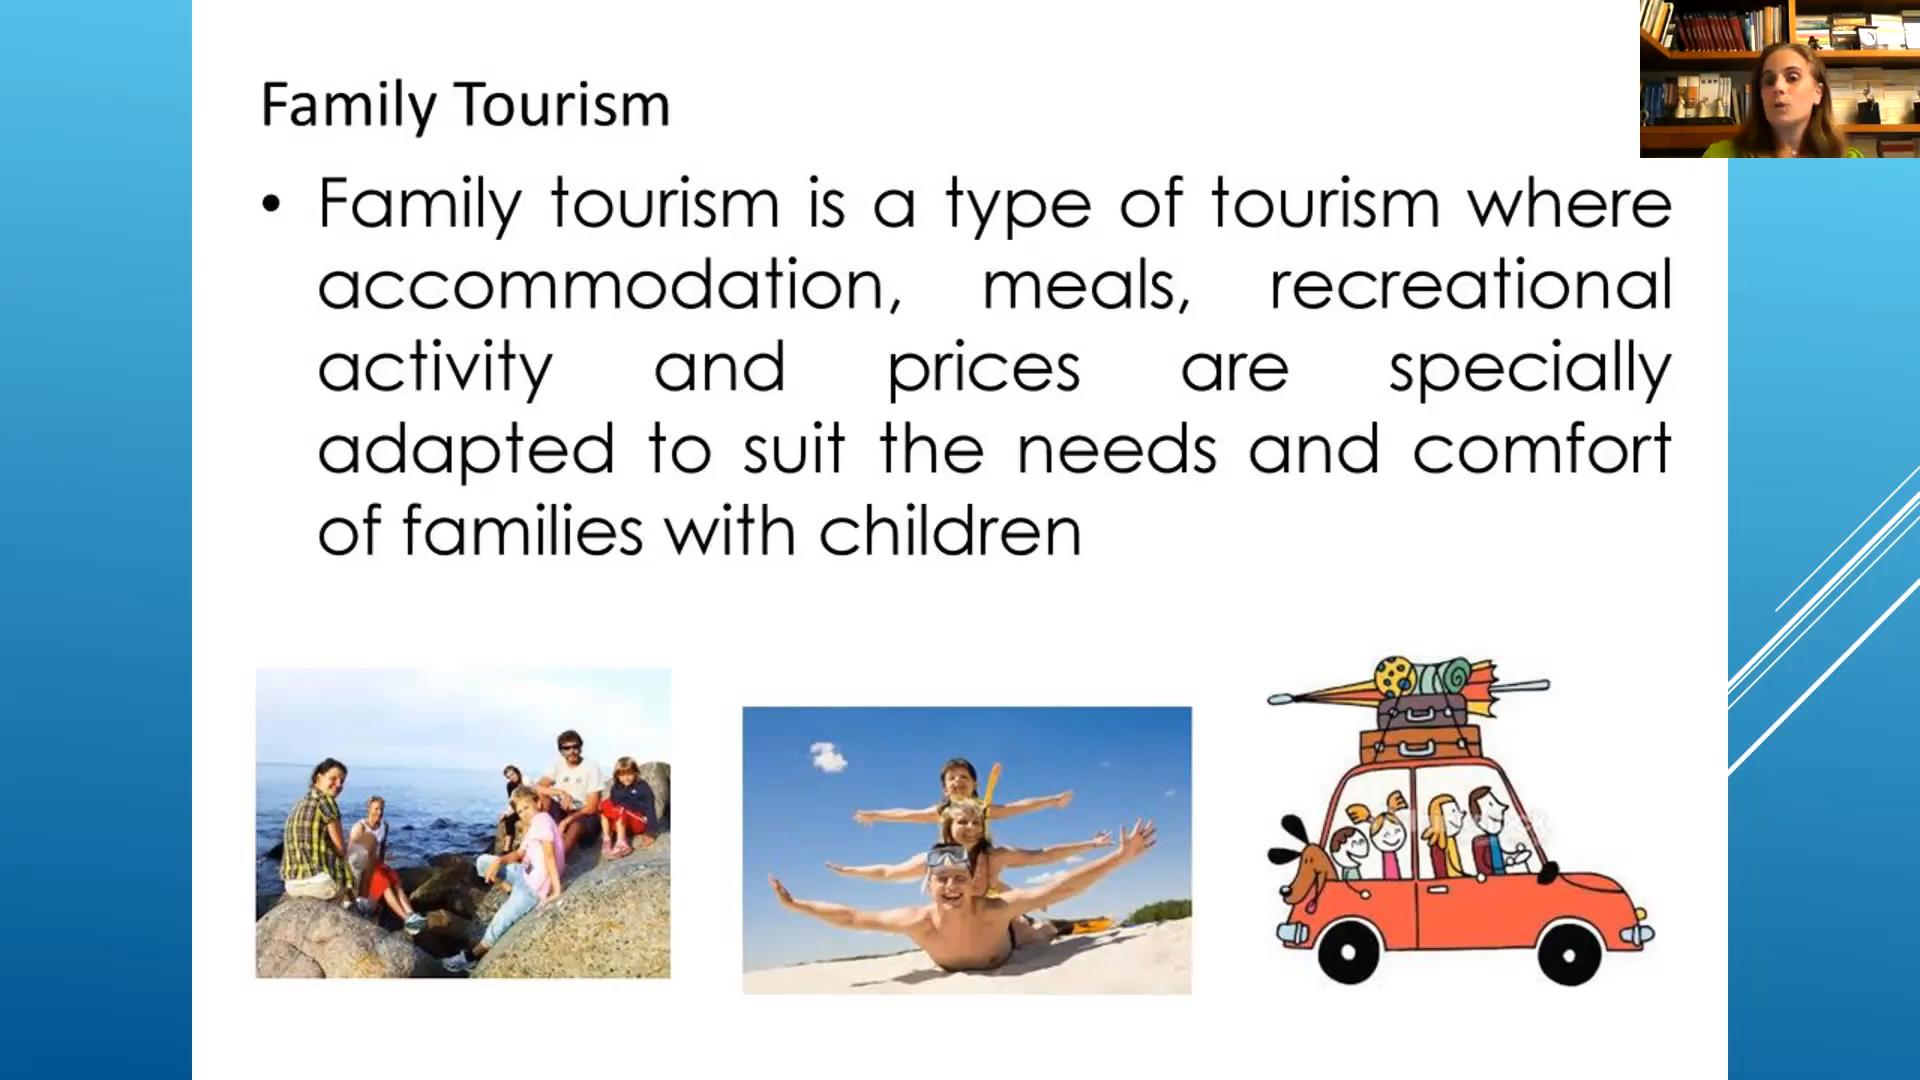 Family Tourism
• Family tourism is a type of tourism where
accommodation, meals, recreational
activity and prices are specially
adapted to suit the needs and comfort
of families with children